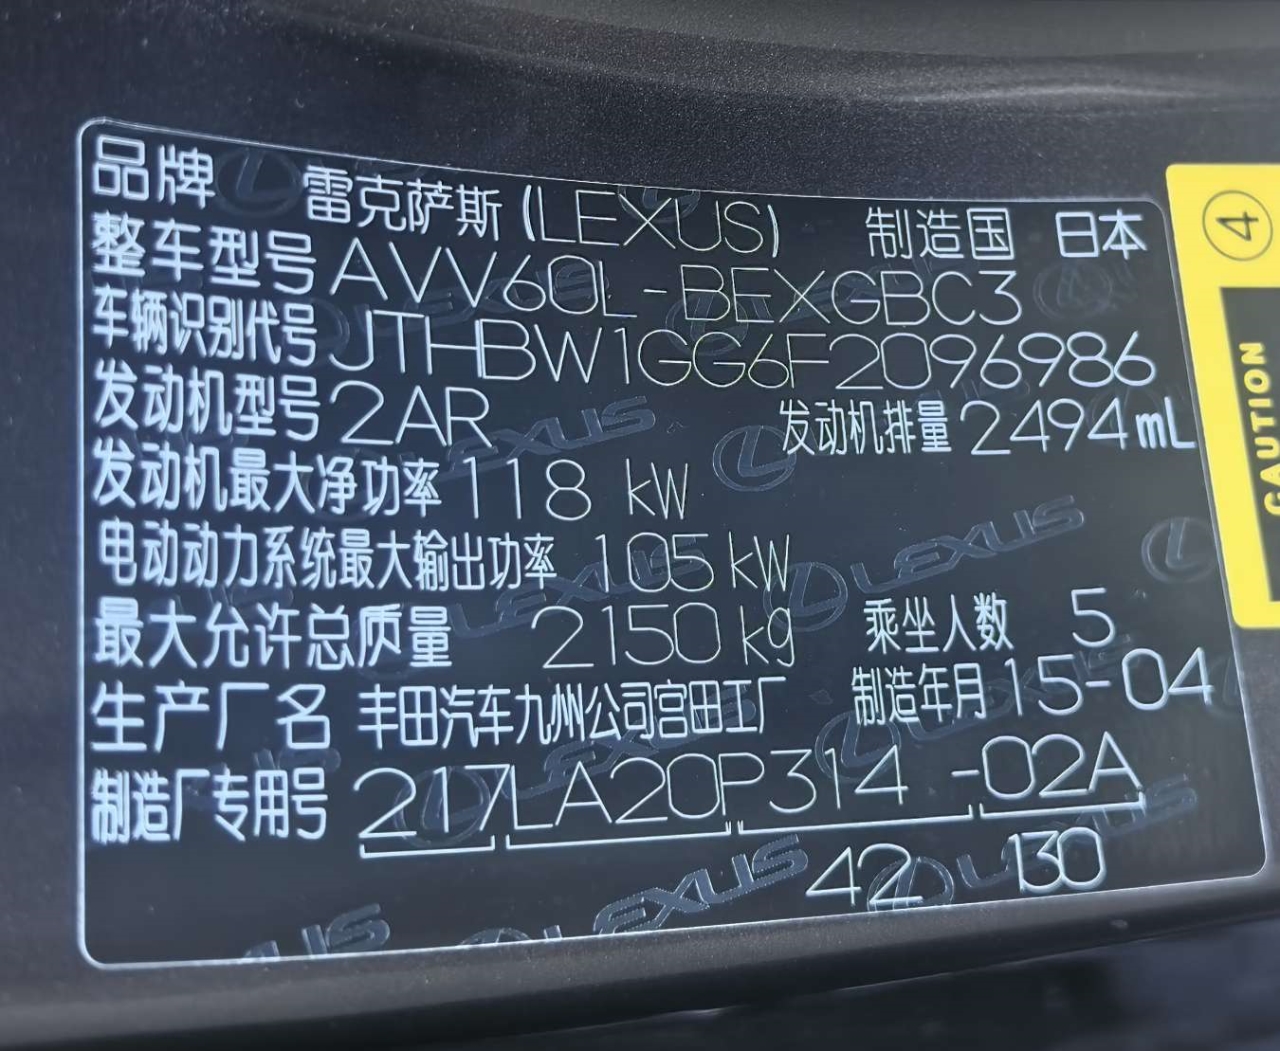 品牌 雷克萨斯(LEXUS) 制造国 日本
整车型号 AVV60L-BEXGBC3
车辆识别代号 JTHBW1GG6F2096986
发动机型号 2AR 发动机排量 2494mL
发动机最大净功率 118 kW
电动动力系统最大输出功率 105 kW
最大允许总质量 2150 kg 乘坐人数 5
生产厂名 丰田汽车九州公司宫田工厂 制造年月 15-04
制造厂专用号 217LA20P314 -02A
42 130
④
CAUTION